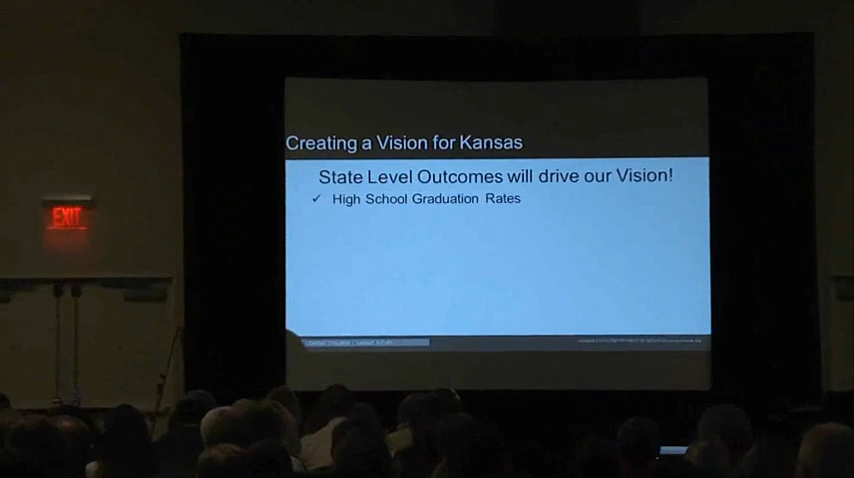 Creating a Vision for Kansas
State Level Outcomes will drive our Vision!
✓ High School Graduation Rates
EXIT